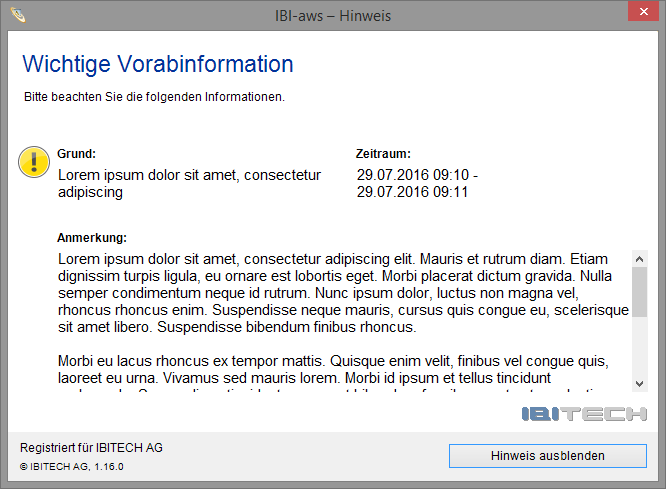 IBI-aws – Hinweis
Wichtige Vorabinformation
Bitte beachten Sie die folgenden Informationen.
Grund:
Lorem ipsum dolor sit amet, consectetur
adipiscing
Zeitraum:
29.07.2016 09:10 -
29.07.2016 09:11
Anmerkung:
Lorem ipsum dolor sit amet, consectetur adipiscing elit. Mauris et rutrum diam. Etiam
dignissim turpis ligula, eu ornare est lobortis eget. Morbi placerat dictum gravida. Nulla
semper condimentum neque id rutrum. Nunc ipsum dolor, luctus non magna vel,
rhoncus rhoncus enim. Suspendisse neque mauris, cursus quis congue eu, scelerisque
sit amet libero. Suspendisse bibendum finibus rhoncus.
Morbi eu lacus rhoncus ex tempor mattis. Quisque enim velit, finibus vel congue quis,
laoreet eu urna. Vivamus sed mauris lorem. Morbi id ipsum et tellus tincidunt
IBITECH
Registriert für IBITECH AG
© IBITECH AG, 1.16.0
Hinweis ausblenden